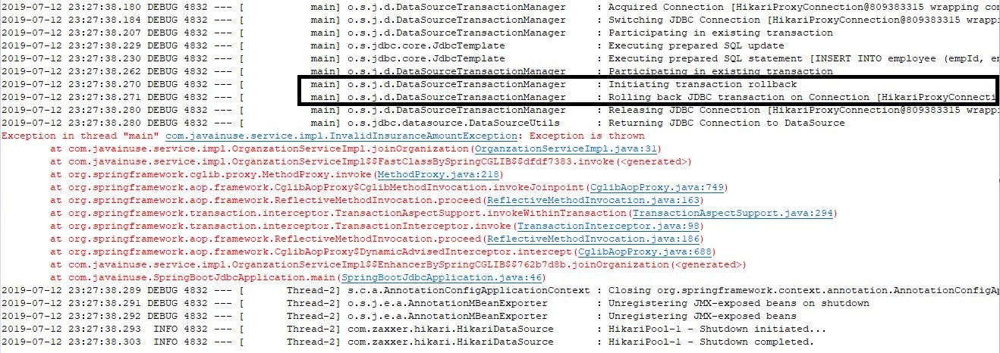 2019-07-12 23:27:38.180 DEBUG 4832 --- [ main] o.s.j.d.DataSourceTransactionManager : Acquired Connection [HikariProxyConnection@809383315 wrapping con
2019-07-12 23:27:38.184 DEBUG 4832 --- [ main] o.s.j.d.DataSourceTransactionManager : Switching JDBC Connection [HikariProxyConnection@809383315 wrappi
2019-07-12 23:27:38.207 DEBUG 4832 --- [ main] o.s.j.d.DataSourceTransactionManager : Participating in existing transaction
2019-07-12 23:27:38.229 DEBUG 4832 --- [ main] o.s.jdbc.core.JdbcTemplate : Executing prepared SQL update
2019-07-12 23:27:38.230 DEBUG 4832 --- [ main] o.s.jdbc.core.JdbcTemplate : Executing prepared SQL statement [INSERT INTO employee (empId, em
2019-07-12 23:27:38.262 DEBUG 4832 --- [ main] o.s.j.d.DataSourceTransactionManager : Participating in existing transaction
2019-07-12 23:27:38.270 DEBUG 4832 --- [ main] o.s.j.d.DataSourceTransactionManager : Initiating transaction rollback
2019-07-12 23:27:38.271 DEBUG 4832 --- [ main] o.s.j.d.DataSourceTransactionManager : Rolling back JDBC transaction on Connection [HikariProxyConnecti
2019-07-12 23:27:38.280 DEBUG 4832 --- [ main] o.s.j.d.DataSourceTransactionManager : Releasing JDBC Connection [HikariProxyConnection@809383315 wrappi
2019-07-12 23:27:38.280 DEBUG 4832 --- [ main] o.s.jdbc.datasource.DataSourceUtils : Returning JDBC Connection to DataSource
Exception in thread "main" com.javainuse.service.impl.InvalidInsuranceAmountException: Exception is thrown
at com.javainuse.service.impl.OrganzationServiceImpl.joinOrganization(OrganzationServiceImpl.java:31)
at com.javainuse.service.impl.OrganzationServiceImpl$$FastClassBySpringCGLIB$$dfdf7383.invoke(<generated>)
at org.springframework.cglib.proxy.MethodProxy.invoke(MethodProxy.java:218)
at org.springframework.aop.framework.CglibAopProxy$CglibMethodInvocation.invokeJoinpoint(CglibAopProxy.java:749)
at org.springframework.aop.framework.ReflectiveMethodInvocation.proceed(ReflectiveMethodInvocation.java:163)
at org.springframework.transaction.interceptor.TransactionAspectSupport.invokeWithinTransaction(TransactionAspectSupport.java:294)
at org.springframework.transaction.interceptor.TransactionInterceptor.invoke(TransactionInterceptor.java:98)
at org.springframework.aop.framework.ReflectiveMethodInvocation.proceed(ReflectiveMethodInvocation.java:186)
at org.springframework.aop.framework.CglibAopProxy$DynamicAdvisedInterceptor.intercept(CglibAopProxy.java:688)
at com.javainuse.service.impl.OrganzationServiceImpl$$EnhancerBySpringCGLIB$$762b7d8b.joinOrganization(<generated>)
at com.javainuse.SpringBootJdbcApplication.main(SpringBootJdbcApplication.java:46)
2019-07-12 23:27:38.289 DEBUG 4832 --- [ Thread-2] s.c.a.AnnotationConfigApplicationContext : Closing org.springframework.context.annotation.AnnotationConfigAp
2019-07-12 23:27:38.291 DEBUG 4832 --- [ Thread-2] o.s.j.e.a.AnnotationMBeanExporter : Unregistering JMX-exposed beans on shutdown
2019-07-12 23:27:38.292 DEBUG 4832 --- [ Thread-2] o.s.j.e.a.AnnotationMBeanExporter : Unregistering JMX-exposed beans
2019-07-12 23:27:38.293 INFO 4832 --- [ Thread-2] com.zaxxer.hikari.HikariDataSource : HikariPool-1 - Shutdown initiated...
2019-07-12 23:27:38.303 INFO 4832 --- [ Thread-2] com.zaxxer.hikari.HikariDataSource : HikariPool-1 - Shutdown completed.